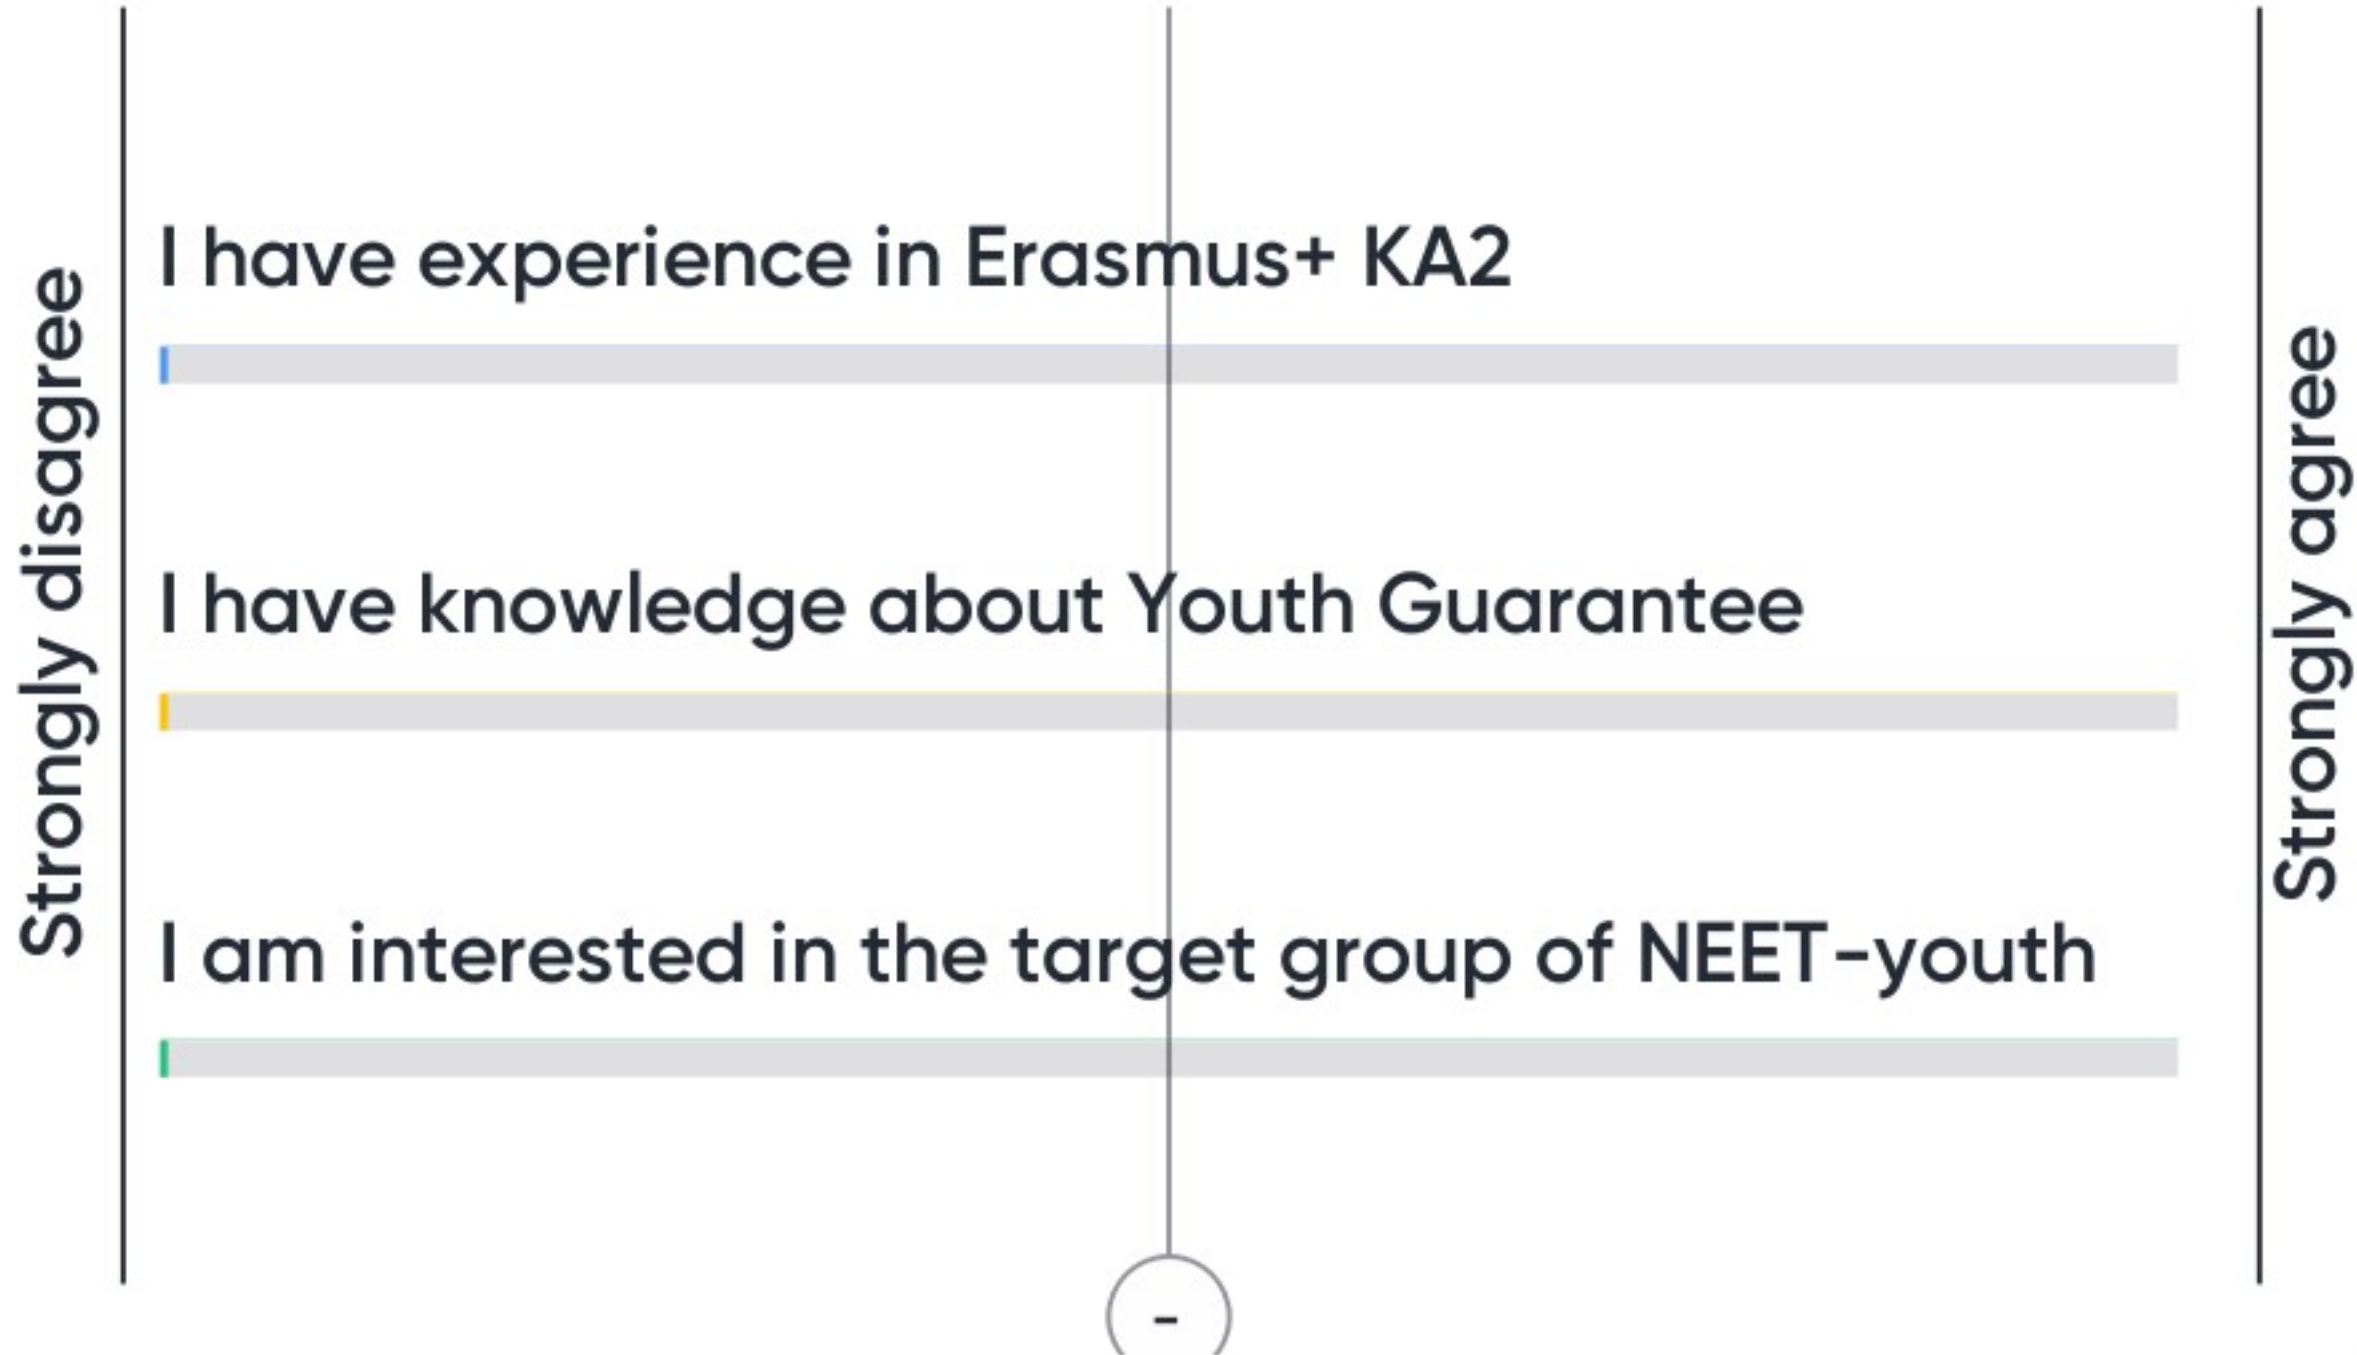 Strongly disagree
I have experience in Erasmus+ KA2
I have knowledge about Youth Guarantee
I am interested in the target group of NEET-youth
Strongly agree
-